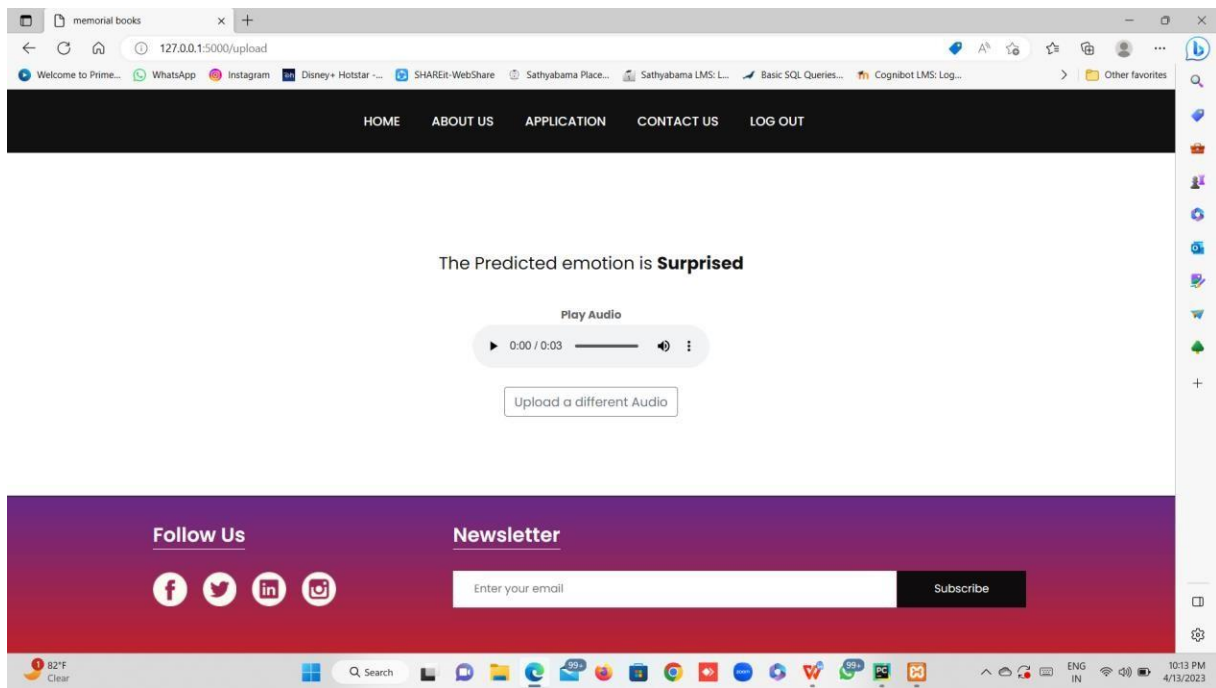 memorial books
127.0.0.1:5000/upload
Welcome to Prime... WhatsApp Instagram Disney+ Hotstar -... SHAREit-WebShare Sathyabama Place... Sathyabama LMS: L... Basic SQL Queries... Cognibot LMS: Log... Other favorites
HOME ABOUT US APPLICATION CONTACT US LOG OUT
The Predicted emotion is Surprised
Play Audio
0:00 / 0:03
Upload a different Audio
Follow Us Newsletter
Enter your email Subscribe
1 82°F
Clear
Search
99+
99+
ENG
IN
10:13 PM
4/13/2023